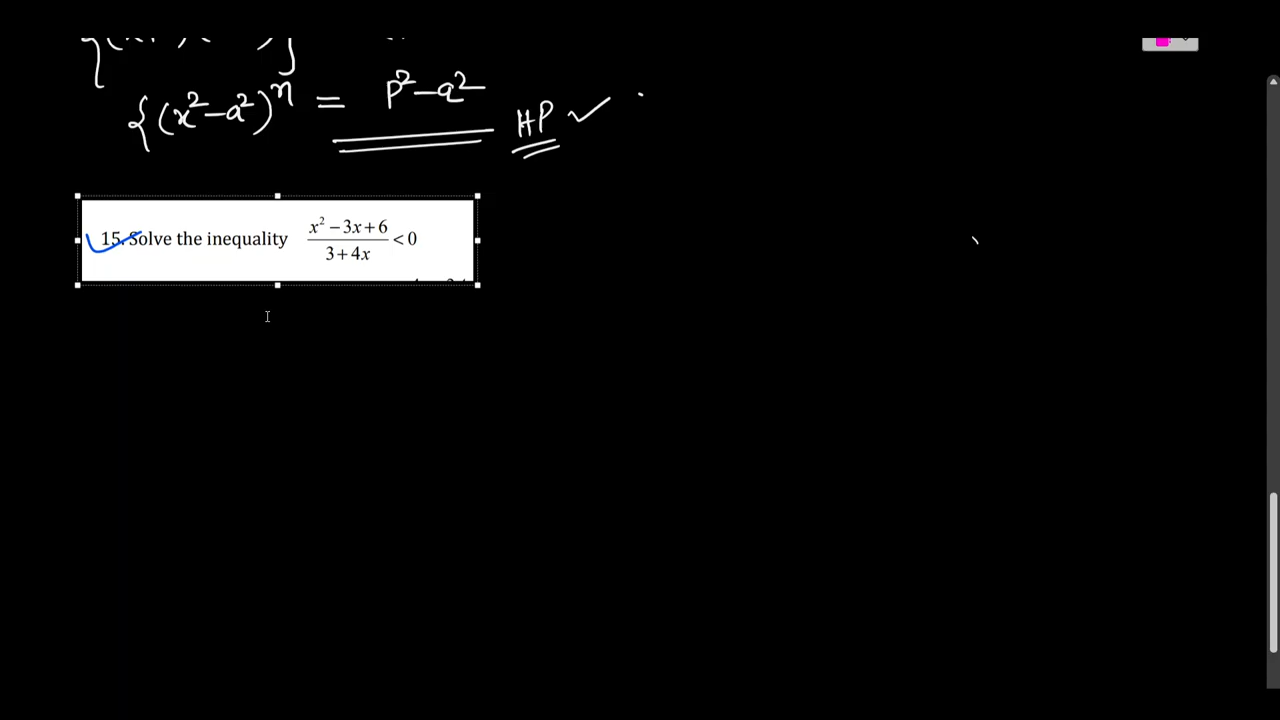 {(x²-a²)ⁿ = p²-q² HP ✓
15. Solve the inequality (x² - 3x + 6)/(3 + 4x) < 0